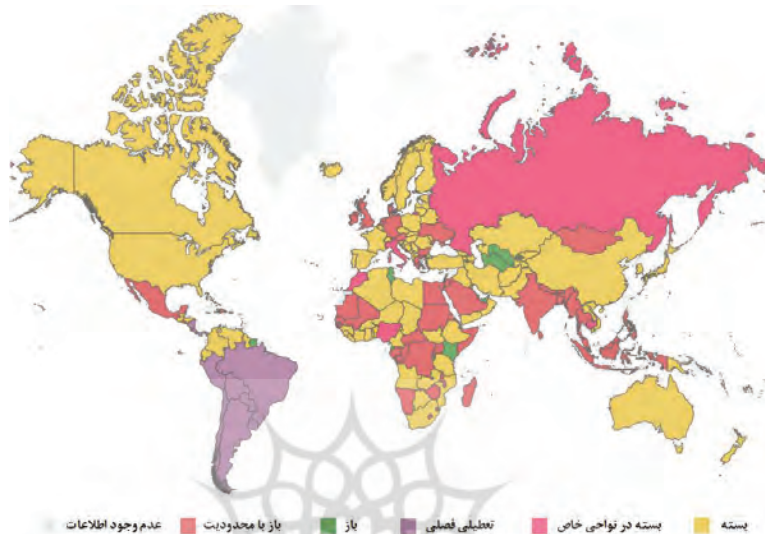 بسته بسته در نواحی خاص تعطیلی فصلی باز باز با محدودیت عدم وجود اطلاعات